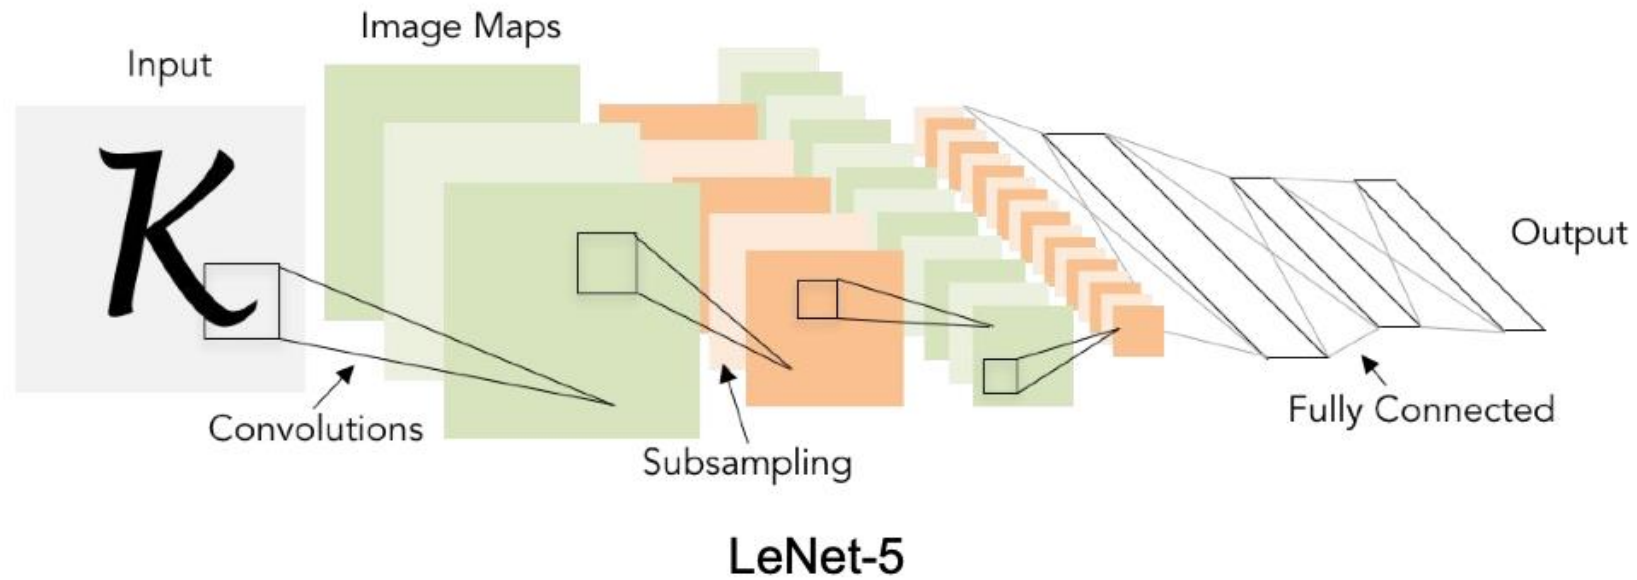 Image Maps
Input
K
Output
Convolutions
Fully Connected
Subsampling
LeNet-5